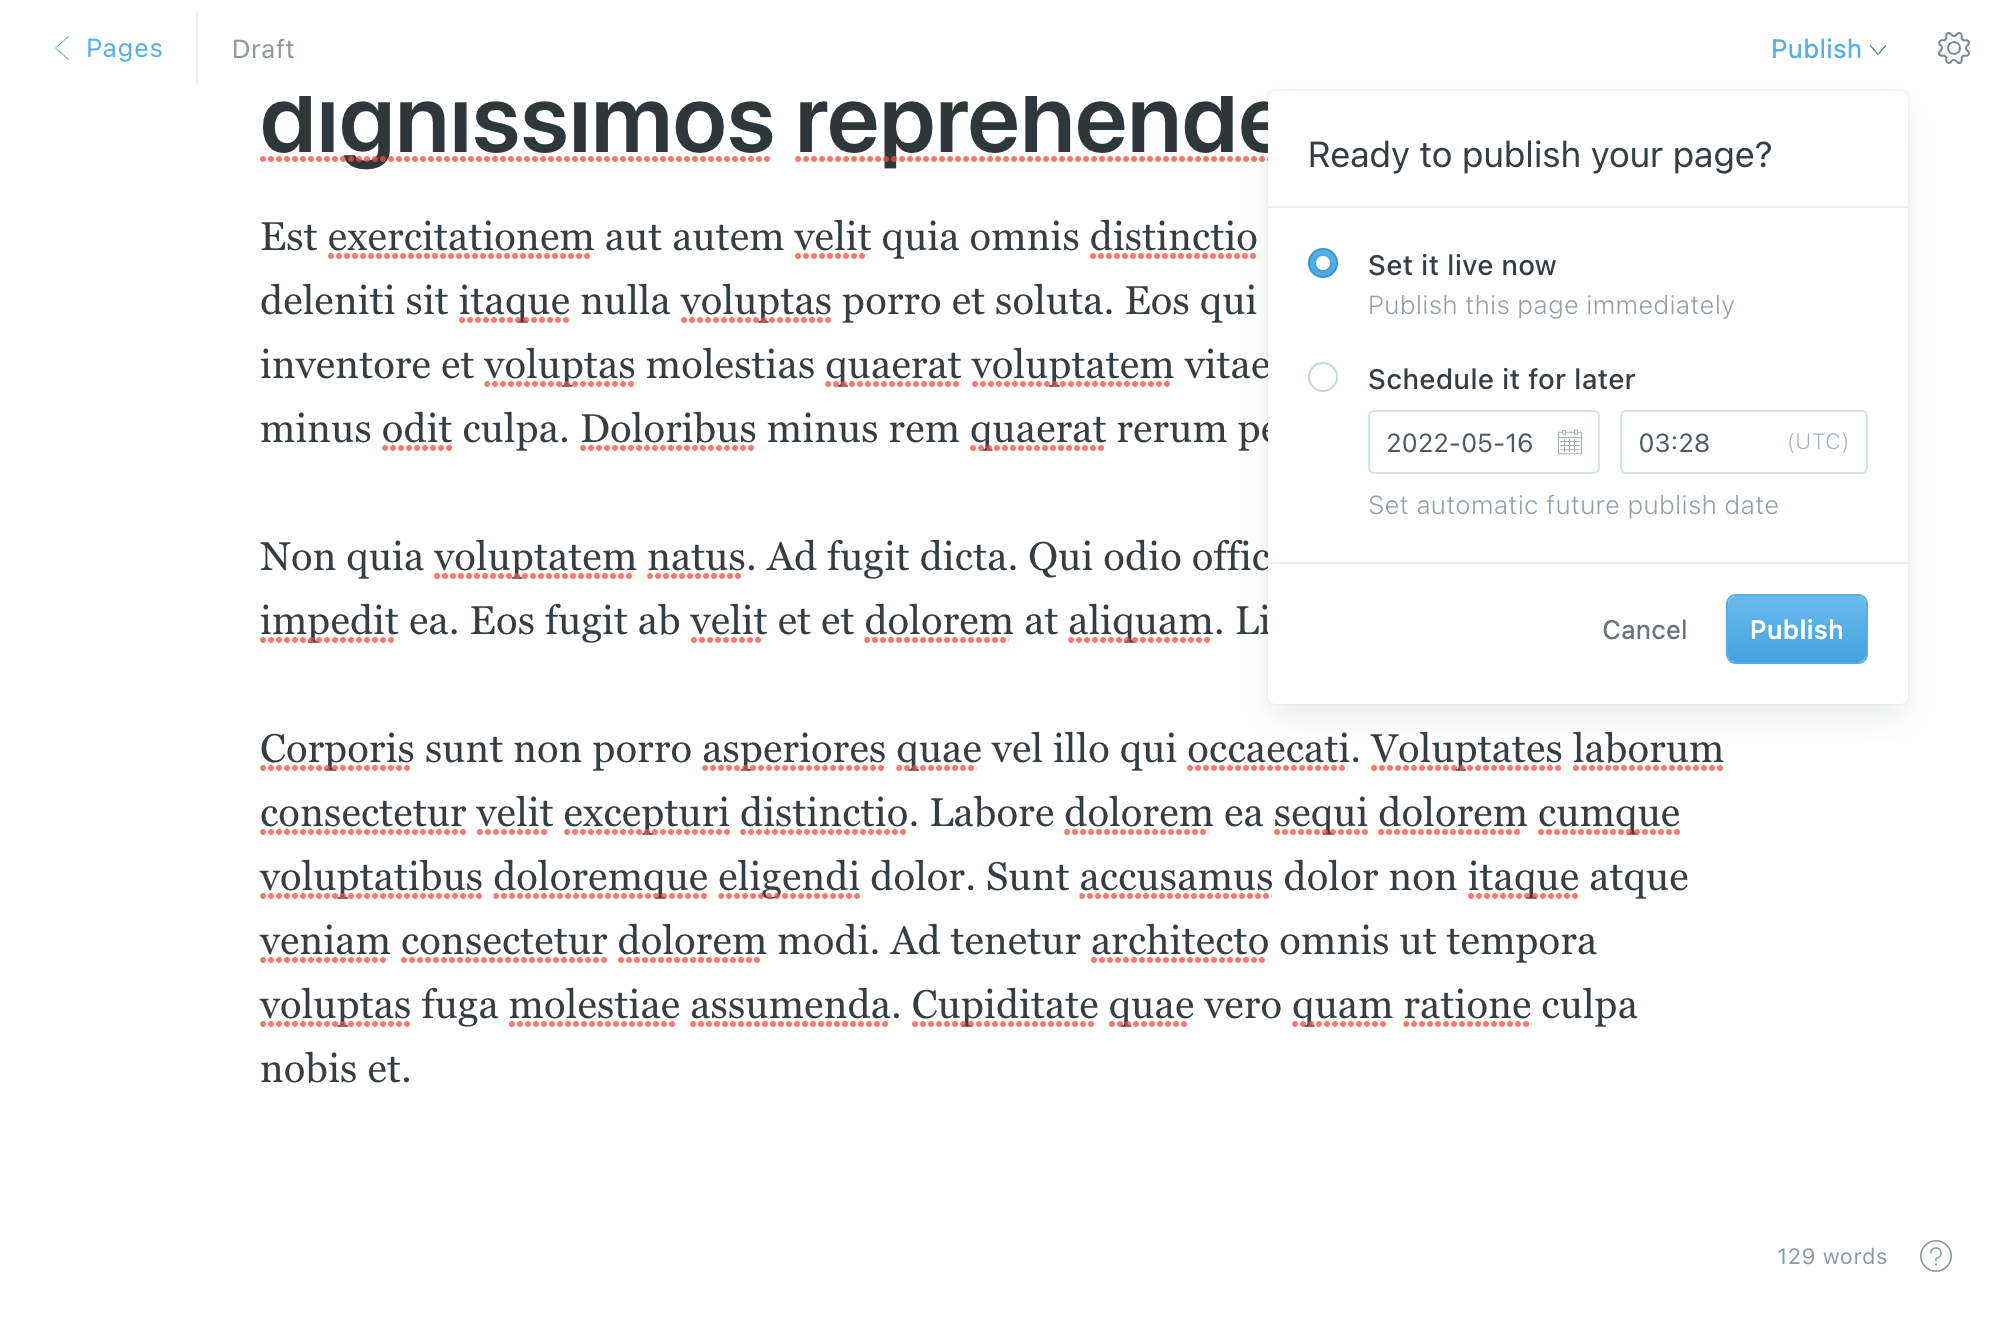 Pages
Draft
Publish
dignissimos
Ready to publish your page?
Set it live now
Publish this page immediately
Schedule it for later
2022-05-16
03:28 (UTC)
Set automatic future publish date
Cancel
Publish
Est exercitationem aut autem velit quia omnis distinctio
deleniti sit itaque nulla voluptas porro et soluta. Eos qui
inventore et voluptas molestias quaerat voluptatem vitae
minus odit culpa. Doloribus minus rem quaerat rerum
Non quia voluptatem natus. Ad fugit dicta. Qui odio
impedit ea. Eos fugit ab velit et et dolorem at aliquam.
Corporis sunt non porro asperiores quae vel illo qui occaecati. Voluptates laborum
consectetur velit excepturi distinctio. Labore dolorem ea sequi dolorem cumque
voluptatibus doloremque eligendi dolor. Sunt accusamus dolor non itaque atque
veniam consectetur dolorem modi. Ad tenetur architecto omnis ut tempora
voluptas fuga molestiae assumenda. Cupiditate quae vero quam ratione culpa
nobis et.
129 words
?